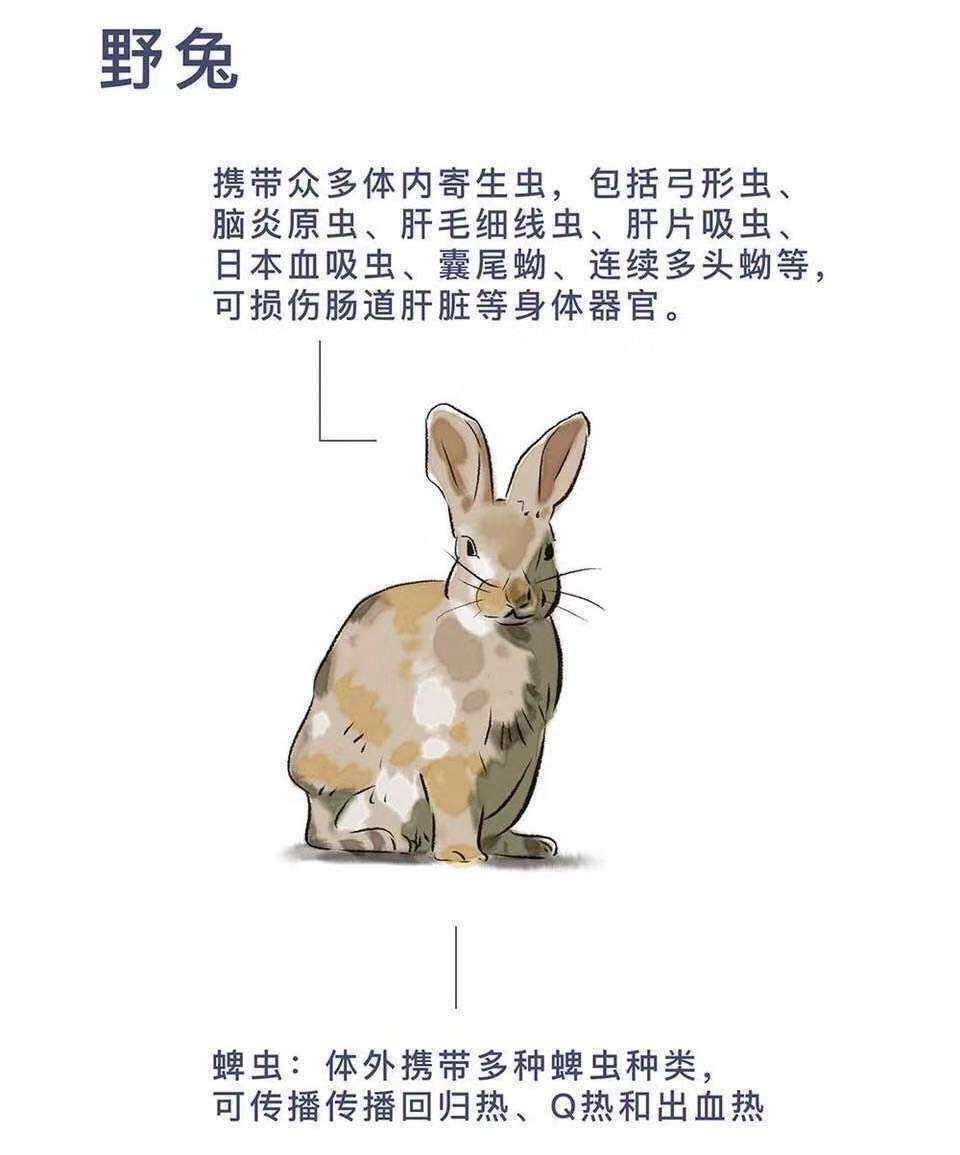 野兔
携带众多体内寄生虫，包括弓形虫、
脑炎原虫、肝毛细线虫、肝片吸虫、
日本血吸虫、囊尾蚴、连续多头蚴等，
可损伤肠道肝脏等身体器官。
蜱虫：体外携带多种蜱虫种类，
可传播传播回归热、Q热和出血热